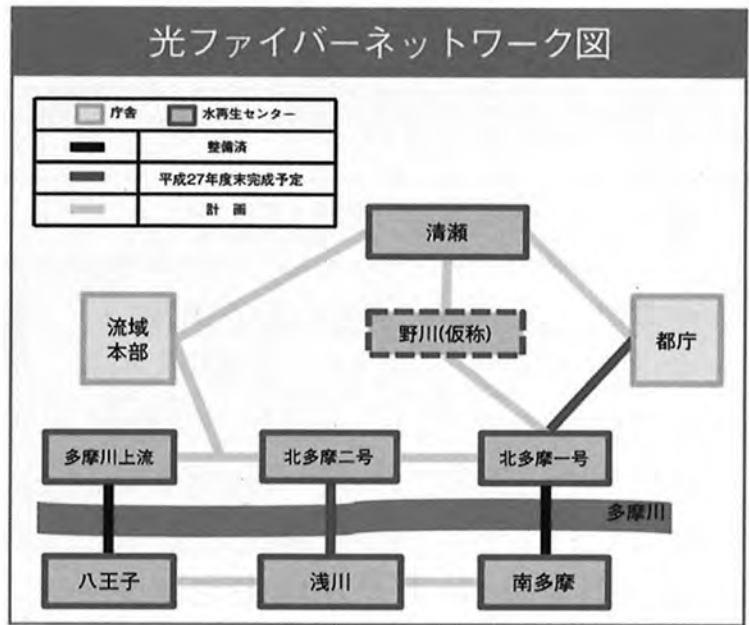 光ファイバーネットワーク図
庁舎 水再生センター
整備済
平成27年度末完成予定
計 画
清瀬
流域
本部
野川(仮称)
都庁
多摩川上流 北多摩二号 北多摩一号
多摩川
八王子 浅川 南多摩